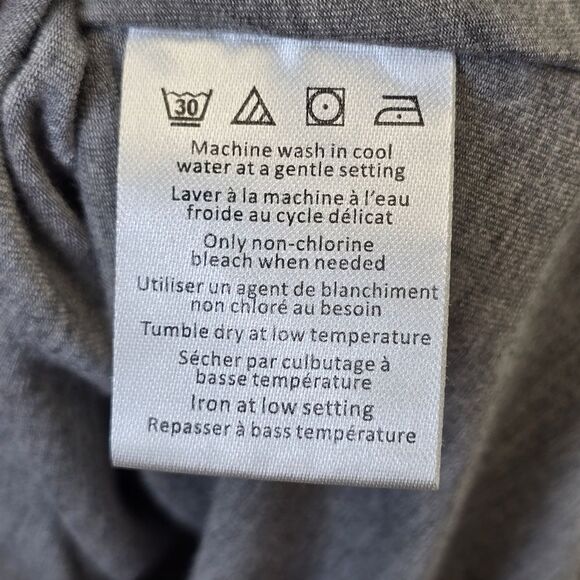 30
Machine wash in cool
water at a gentle setting
Laver à la machine à l'eau
froide au cycle délicat
Only non-chlorine
bleach when needed
Utiliser un agent de blanchiment
non chloré au besoin
Tumble dry at low temperature
Sécher par culbutage à
basse température
Iron at low setting
Repasser à bass température